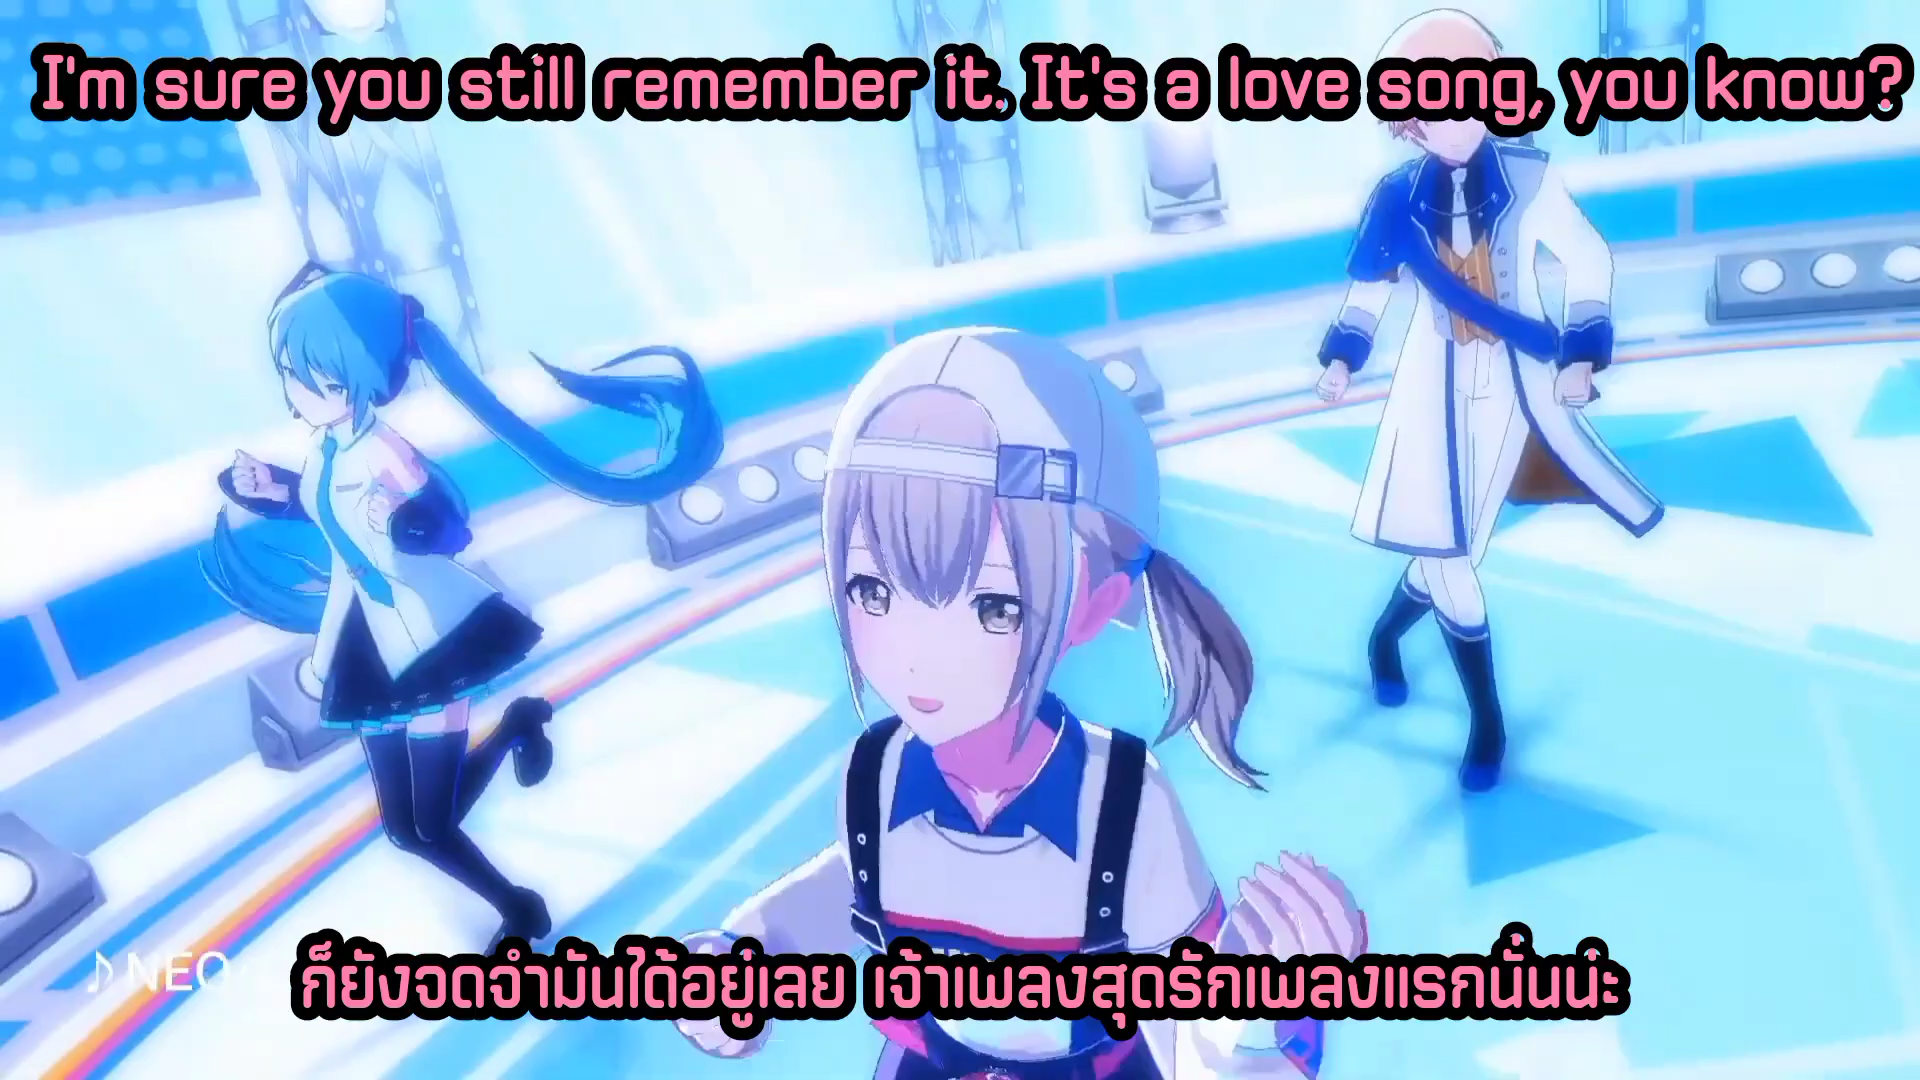 I'm sure you still remember it. It's a love song, you know?
♪NEO
ก็ยังจดจำมันได้อยู่เลย เจ้าเพลงสุดรักเพลงแรกนั่นน่ะ